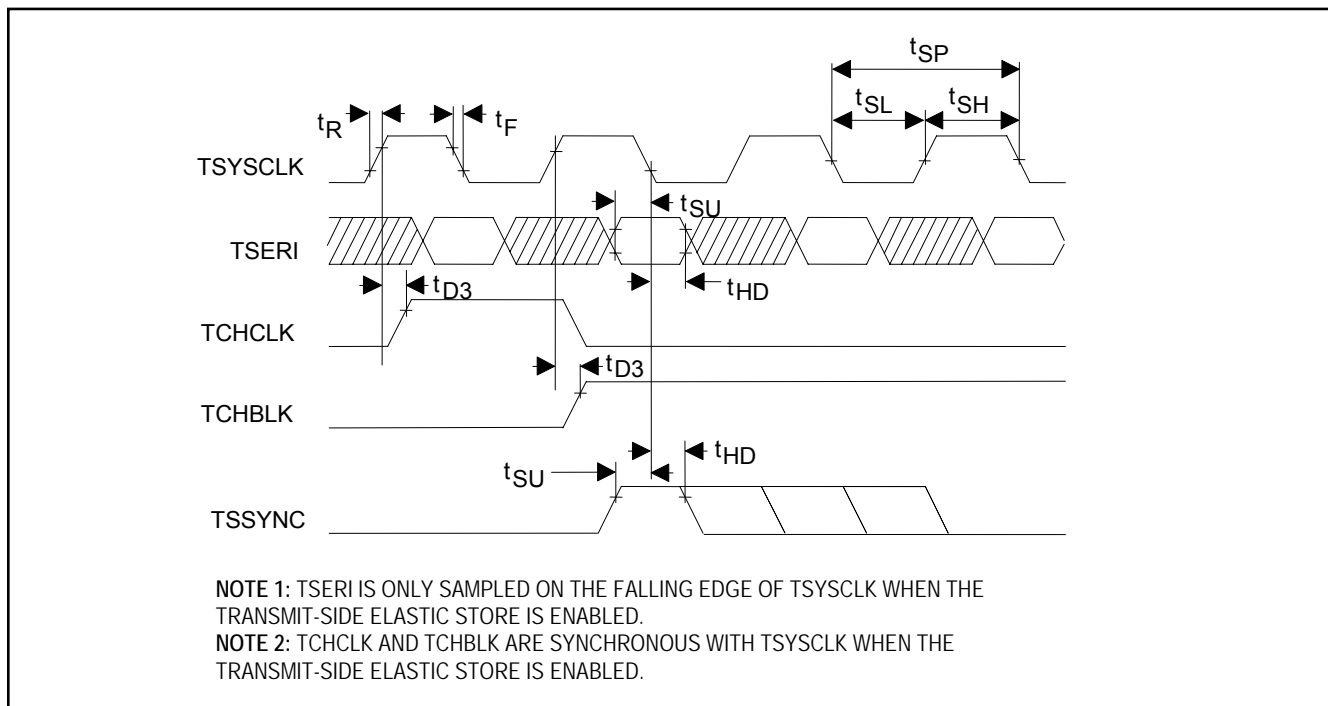 tSP
tSL tSH
tR tF
TSYSCLK
tSU
TSERI
tD3 tHD
TCHCLK
tD3
TCHBLK
tHD
tSU
TSSYNC
NOTE 1: TSERI IS ONLY SAMPLED ON THE FALLING EDGE OF TSYSCLK WHEN THE
TRANSMIT-SIDE ELASTIC STORE IS ENABLED.
NOTE 2: TCHCLK AND TCHBLK ARE SYNCHRONOUS WITH TSYSCLK WHEN THE
TRANSMIT-SIDE ELASTIC STORE IS ENABLED.